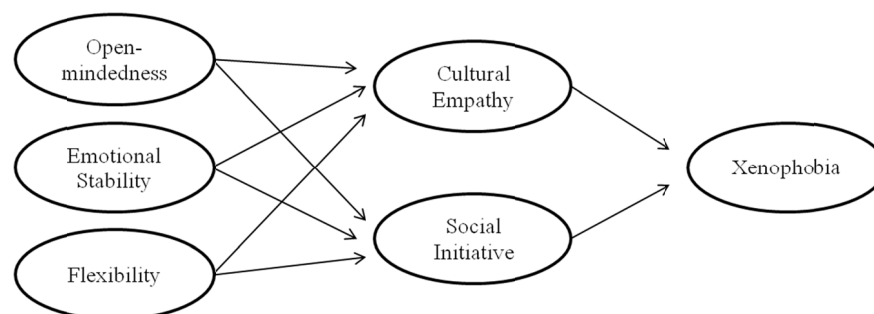 Open-
mindedness
Emotional
Stability
Flexibility
Cultural
Empathy
Social
Initiative
Xenophobia